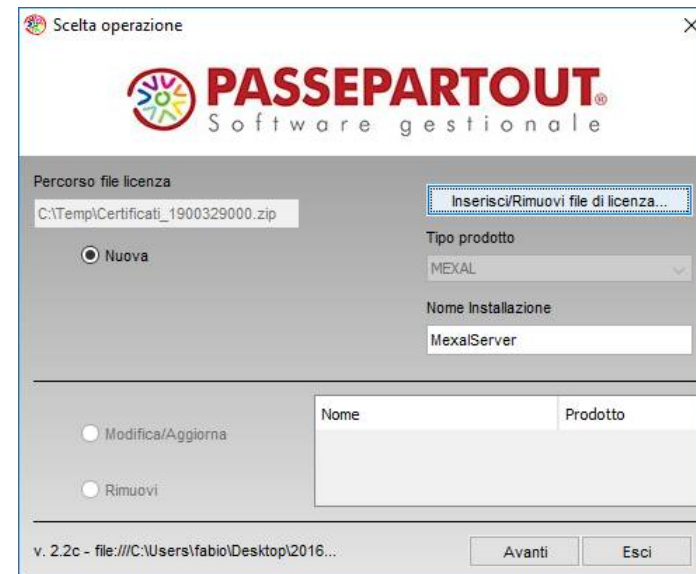 Scelta operazione
PASSEPARTOUT®
Software gestionale
Percorso file licenza
C:\Temp\Certificati_1900329000.zip
Inserisci/Rimuovi file di licenza...
Nuova
Tipo prodotto
MEXAL
Nome Installazione
MexalServer
Modifica/Aggiorna
Rimuovi
Nome Prodotto
v. 2.2c - file:///C:\Users\fabio\Desktop\2016...
Avanti Esci